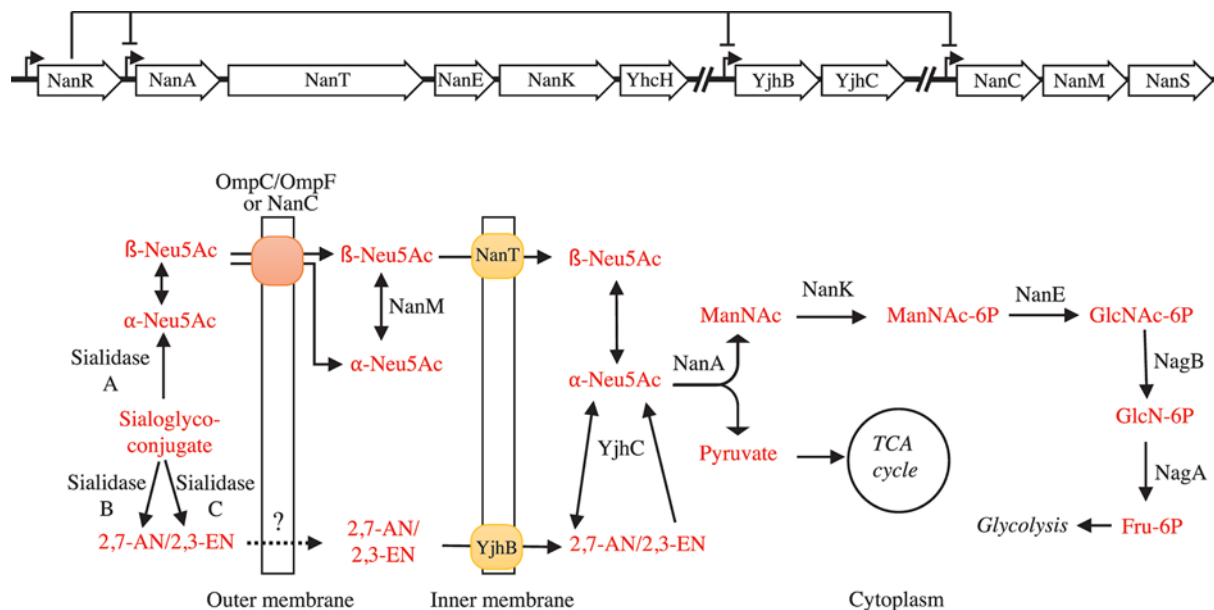 NanR
NanA
NanT
NanE
NanK
YhcH
YjhB
YjhC
NanC
NanM
NanS
OmpC/OmpF
or NanC
ß-Neu5Ac
ß-Neu5Ac
NanT
ß-Neu5Ac
NanM
α-Neu5Ac
α-Neu5Ac
α-Neu5Ac
Sialidase
A
Sialoglyco-
conjugate
Sialidase
B
Sialidase
C
2,7-AN/2,3-EN
?
2,7-AN/
2,3-EN
YjhB
2,7-AN/2,3-EN
YjhC
NanA
ManNAc
NanK
ManNAc-6P
NanE
GlcNAc-6P
NagB
GlcN-6P
NagA
Fru-6P
Glycolysis
Pyruvate
TCA
cycle
Outer membrane
Inner membrane
Cytoplasm